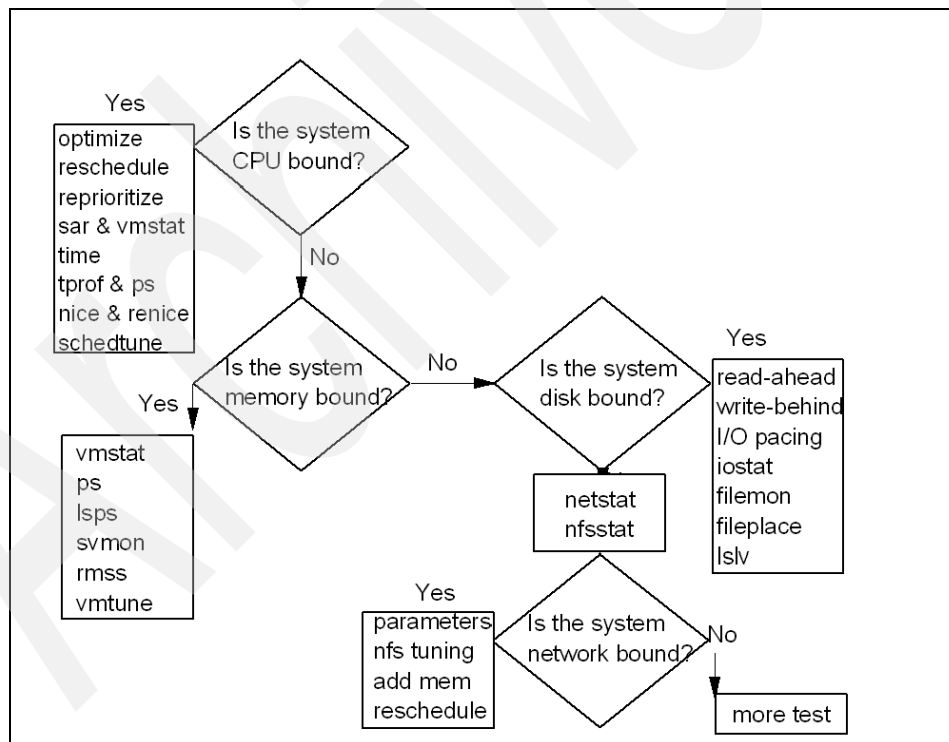 Yes
optimize
reschedule
reprioritize
sar & vmstat
time
tprof & ps
nice & renice
schedtune
Is the system
CPU bound?
No
Is the system
memory bound?
Yes
vmstat
ps
lsps
svmon
rmss
vmtune
No
Is the system
disk bound?
Yes
read-ahead
write-behind
I/O pacing
iostat
filemon
fileplace
lslv
netstat
nfsstat
Is the system
network bound?
Yes
parameters
nfs tuning
add mem
reschedule
No
more test
Archive